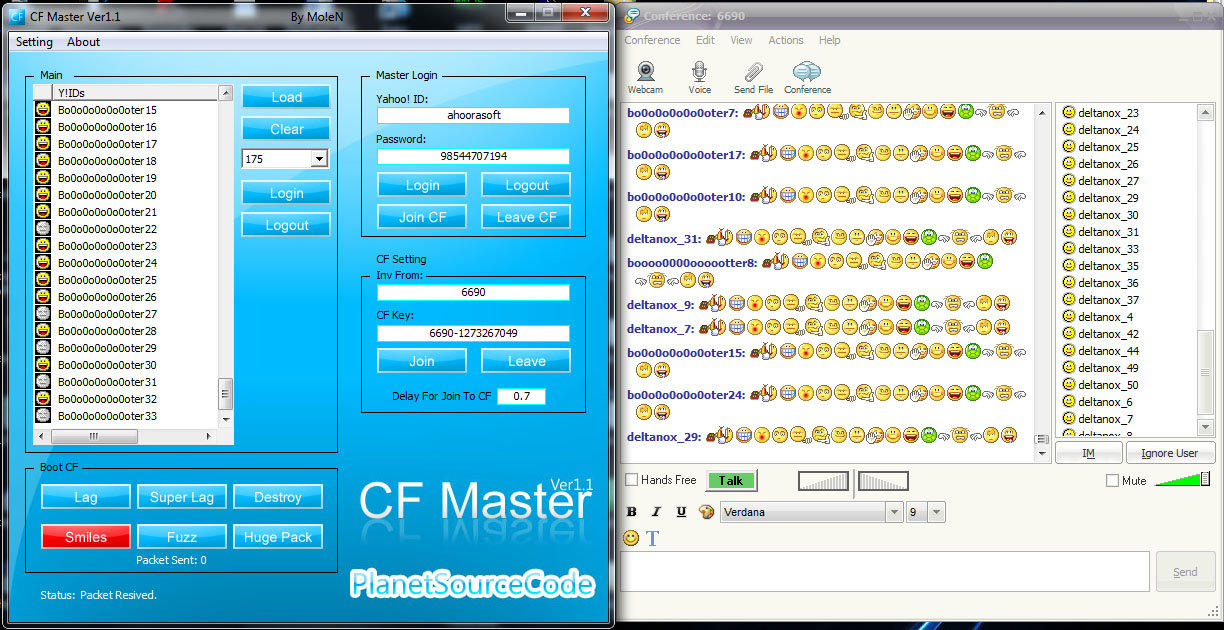 CF Master Ver1.1
By Mo!eN
Setting About
Main
Y!IDs
Bo0o0o0o0o0oter15
Bo0o0o0o0o0oter16
Bo0o0o0o0o0oter17
Bo0o0o0o0o0oter18
Bo0o0o0o0o0oter19
Bo0o0o0o0o0oter20
Bo0o0o0o0o0oter21
Bo0o0o0o0o0oter22
Bo0o0o0o0o0oter23
Bo0o0o0o0o0oter24
Bo0o0o0o0o0oter25
Bo0o0o0o0o0oter26
Bo0o0o0o0o0oter27
Bo0o0o0o0o0oter28
Bo0o0o0o0o0oter29
Bo0o0o0o0o0oter30
Bo0o0o0o0o0oter31
Bo0o0o0o0o0oter32
Bo0o0o0o0o0oter33
Load
Clear
175
Login
Logout
Master Login
Yahoo! ID:
ahoorasoft
Password:
98544707194
Login Logout
Join CF Leave CF
CF Setting
Inv From:
6690
CF Key:
6690-1273267049
Join Leave
Delay For Join To CF 0.7
Boot CF
Lag Super Lag Destroy
Smiles Fuzz Huge Pack
Packet Sent: 0
Status: Packet Resived.
CF Master Ver1.1
PlanetSourceCode
Conference: 6690
Conference Edit View Actions Help
Webcam Voice Send File Conference
bo0o0o0o0o0oter7:
bo0o0o0o0o0oter17:
bo0o0o0o0o0oter10:
deltanox_31:
boooo0000oooootter8:
deltanox_9:
deltanox_7:
bo0o0o0o0o0oter15:
bo0o0o0o0o0oter24:
deltanox_29:
deltanox_23
deltanox_24
deltanox_25
deltanox_26
deltanox_27
deltanox_29
deltanox_30
deltanox_31
deltanox_33
deltanox_35
deltanox_36
deltanox_37
deltanox_4
deltanox_42
deltanox_44
deltanox_49
deltanox_50
deltanox_6
deltanox_7
deltanox_8
IM Ignore User
Hands Free Talk Mute
B I U Verdana 9
T
Send